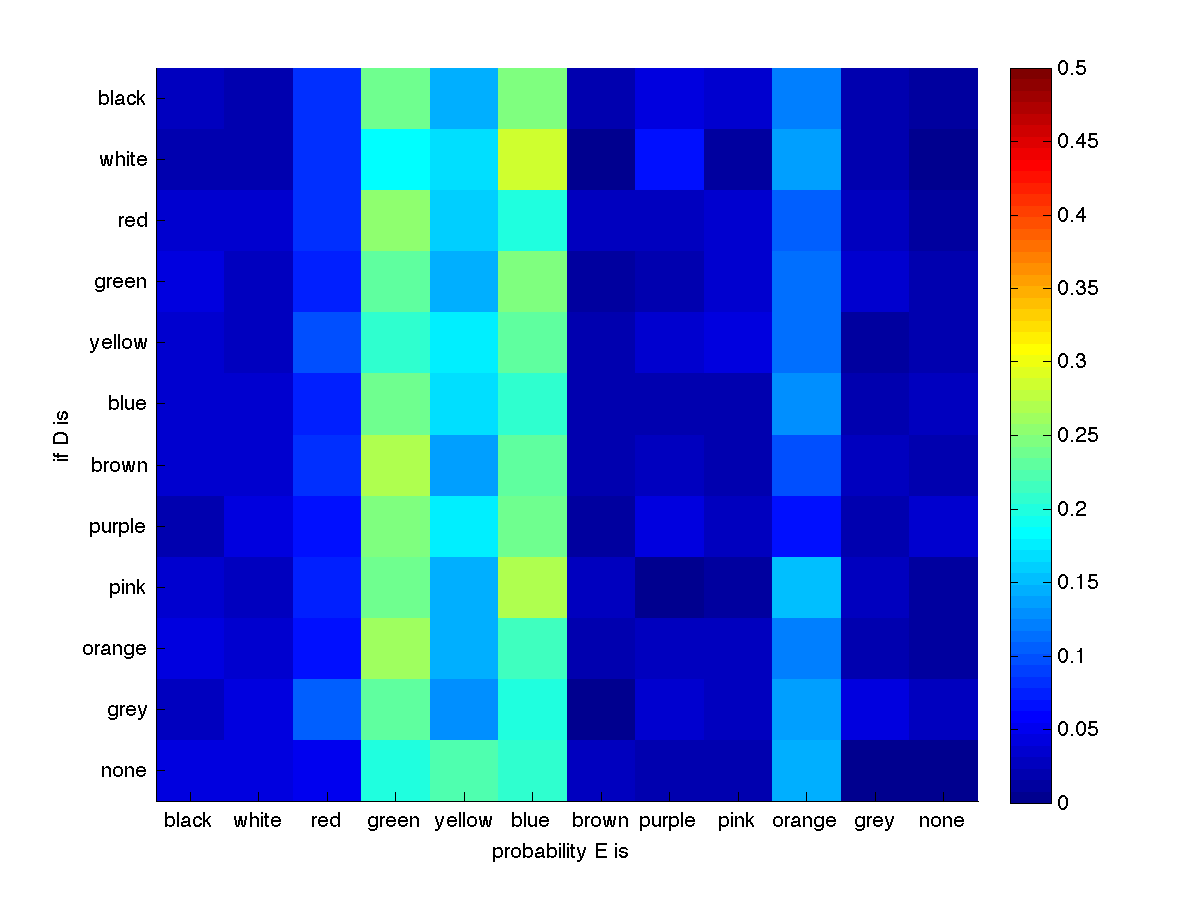 black
white
red
green
yellow
blue
brown
purple
pink
orange
grey
none
if D is
black white red green yellow blue brown purple pink orange grey none
probability E is
0.5
0.45
0.4
0.35
0.3
0.25
0.2
0.15
0.1
0.05
0